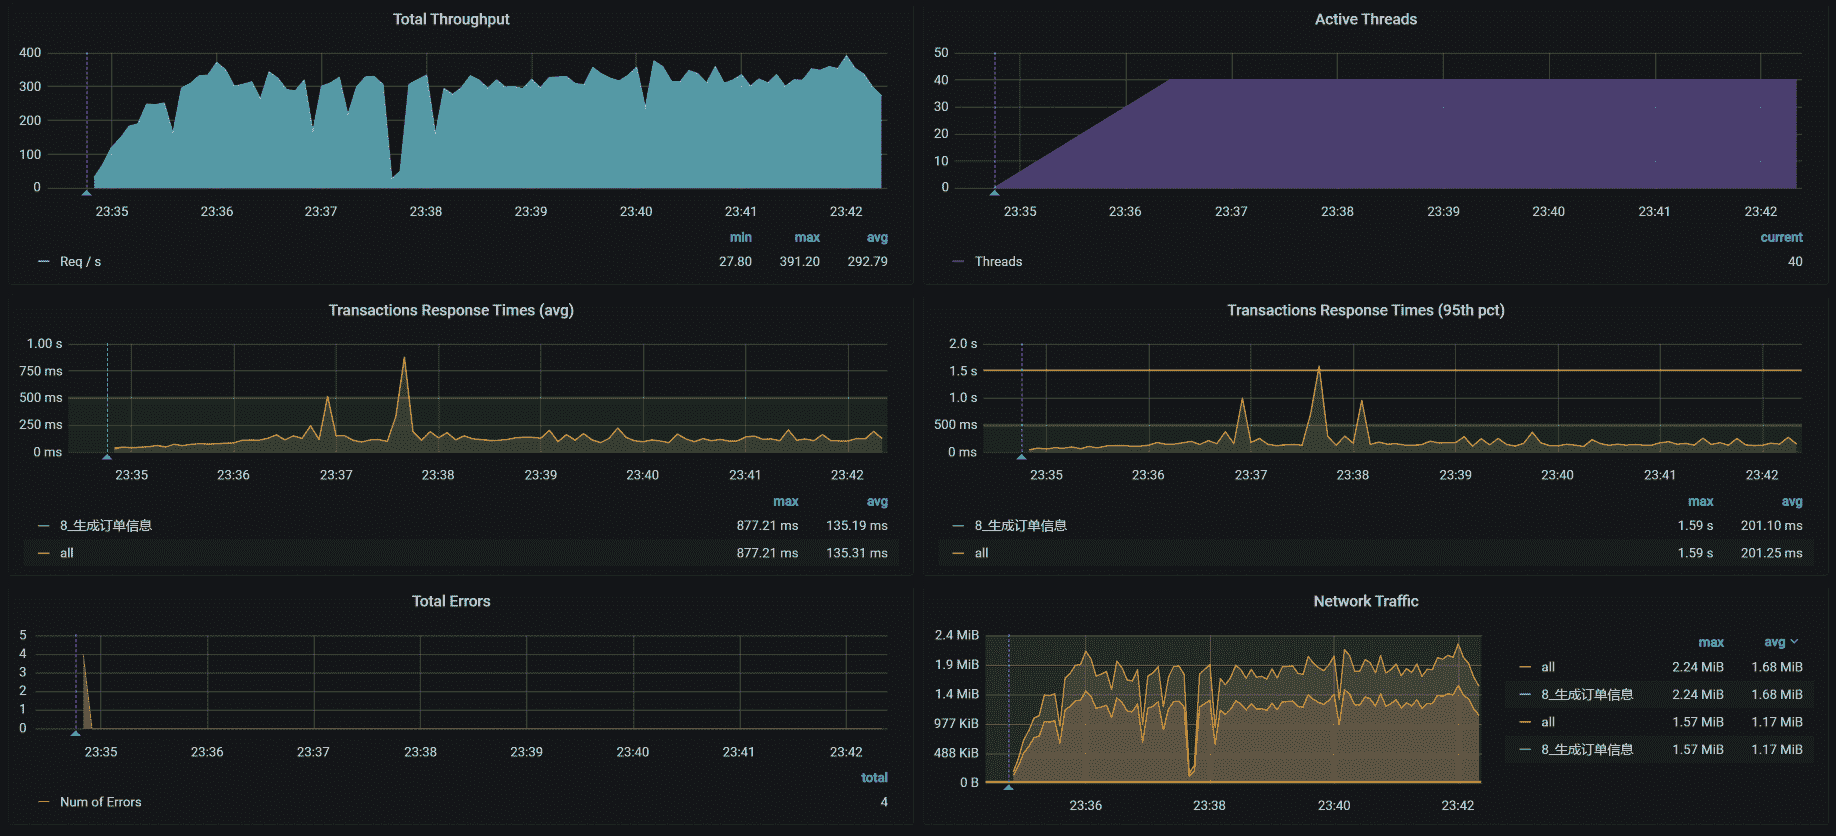 Total Throughput
400
300
200
100
0
23:35 23:36 23:37 23:38 23:39 23:40 23:41 23:42
min max avg
Req / s 27.80 391.20 292.79
Active Threads
50
40
30
20
10
0
23:35 23:36 23:37 23:38 23:39 23:40 23:41 23:42
current
Threads 40
Transactions Response Times (avg)
1.00 s
750 ms
500 ms
250 ms
0 ms
23:35 23:36 23:37 23:38 23:39 23:40 23:41 23:42
max avg
8_生成订单信息 877.21 ms 135.19 ms
all 877.21 ms 135.31 ms
Transactions Response Times (95th pct)
2.0 s
1.5 s
1.0 s
500 ms
0 ms
23:35 23:36 23:37 23:38 23:39 23:40 23:41 23:42
max avg
8_生成订单信息 1.59 s 201.10 ms
all 1.59 s 201.25 ms
Total Errors
5
4
3
2
1
0
23:35 23:36 23:37 23:38 23:39 23:40 23:41 23:42
total
Num of Errors 4
Network Traffic
2.4 MiB
1.9 MiB
1.4 MiB
977 KiB
488 KiB
0 B
23:36 23:38 23:40 23:42
max avg
all 2.24 MiB 1.68 MiB
8_生成订单信息 2.24 MiB 1.68 MiB
all 1.57 MiB 1.17 MiB
8_生成订单信息 1.57 MiB 1.17 MiB